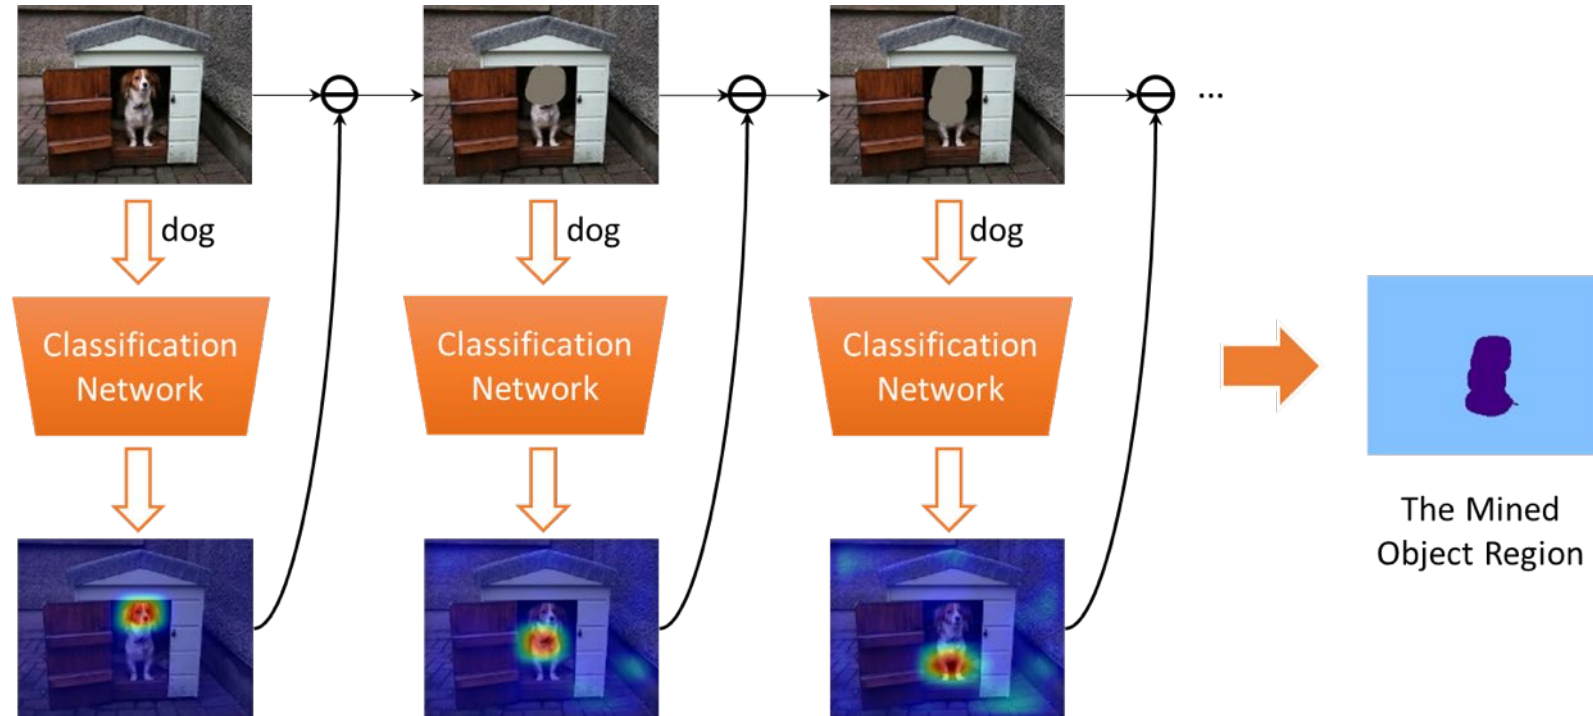 ...
dog
dog
dog
Classification
Network
Classification
Network
Classification
Network
The Mined
Object Region